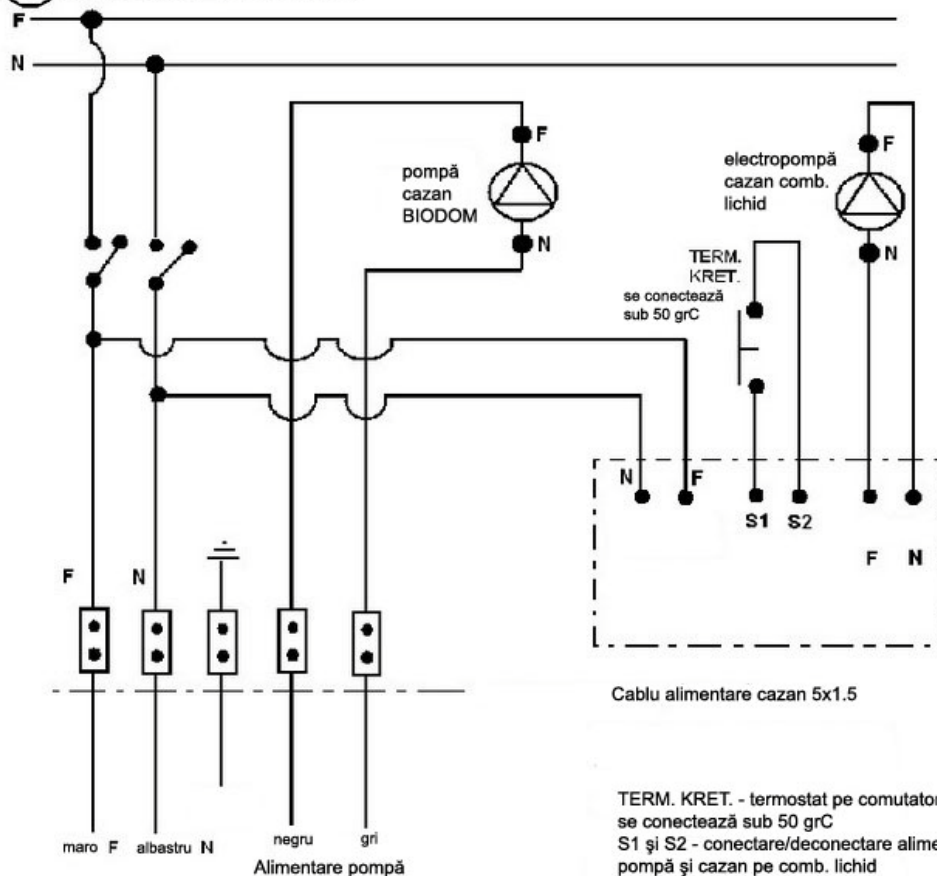 F
N
pompă
cazan
BIODOM
F
N
electropompă
cazan comb.
lichid
F
N
TERM.
KRET.
se conectează
sub 50 grC
N
F
S1
S2
F
N
F
N
Cablu alimentare cazan 5x1.5
maro F
albastru N
negru
gri
Alimentare pompă
TERM. KRET. - termostat pe comutator
se conectează sub 50 grC
S1 și S2 - conectare/deconectare alime
pompă și cazan pe comb. lichid